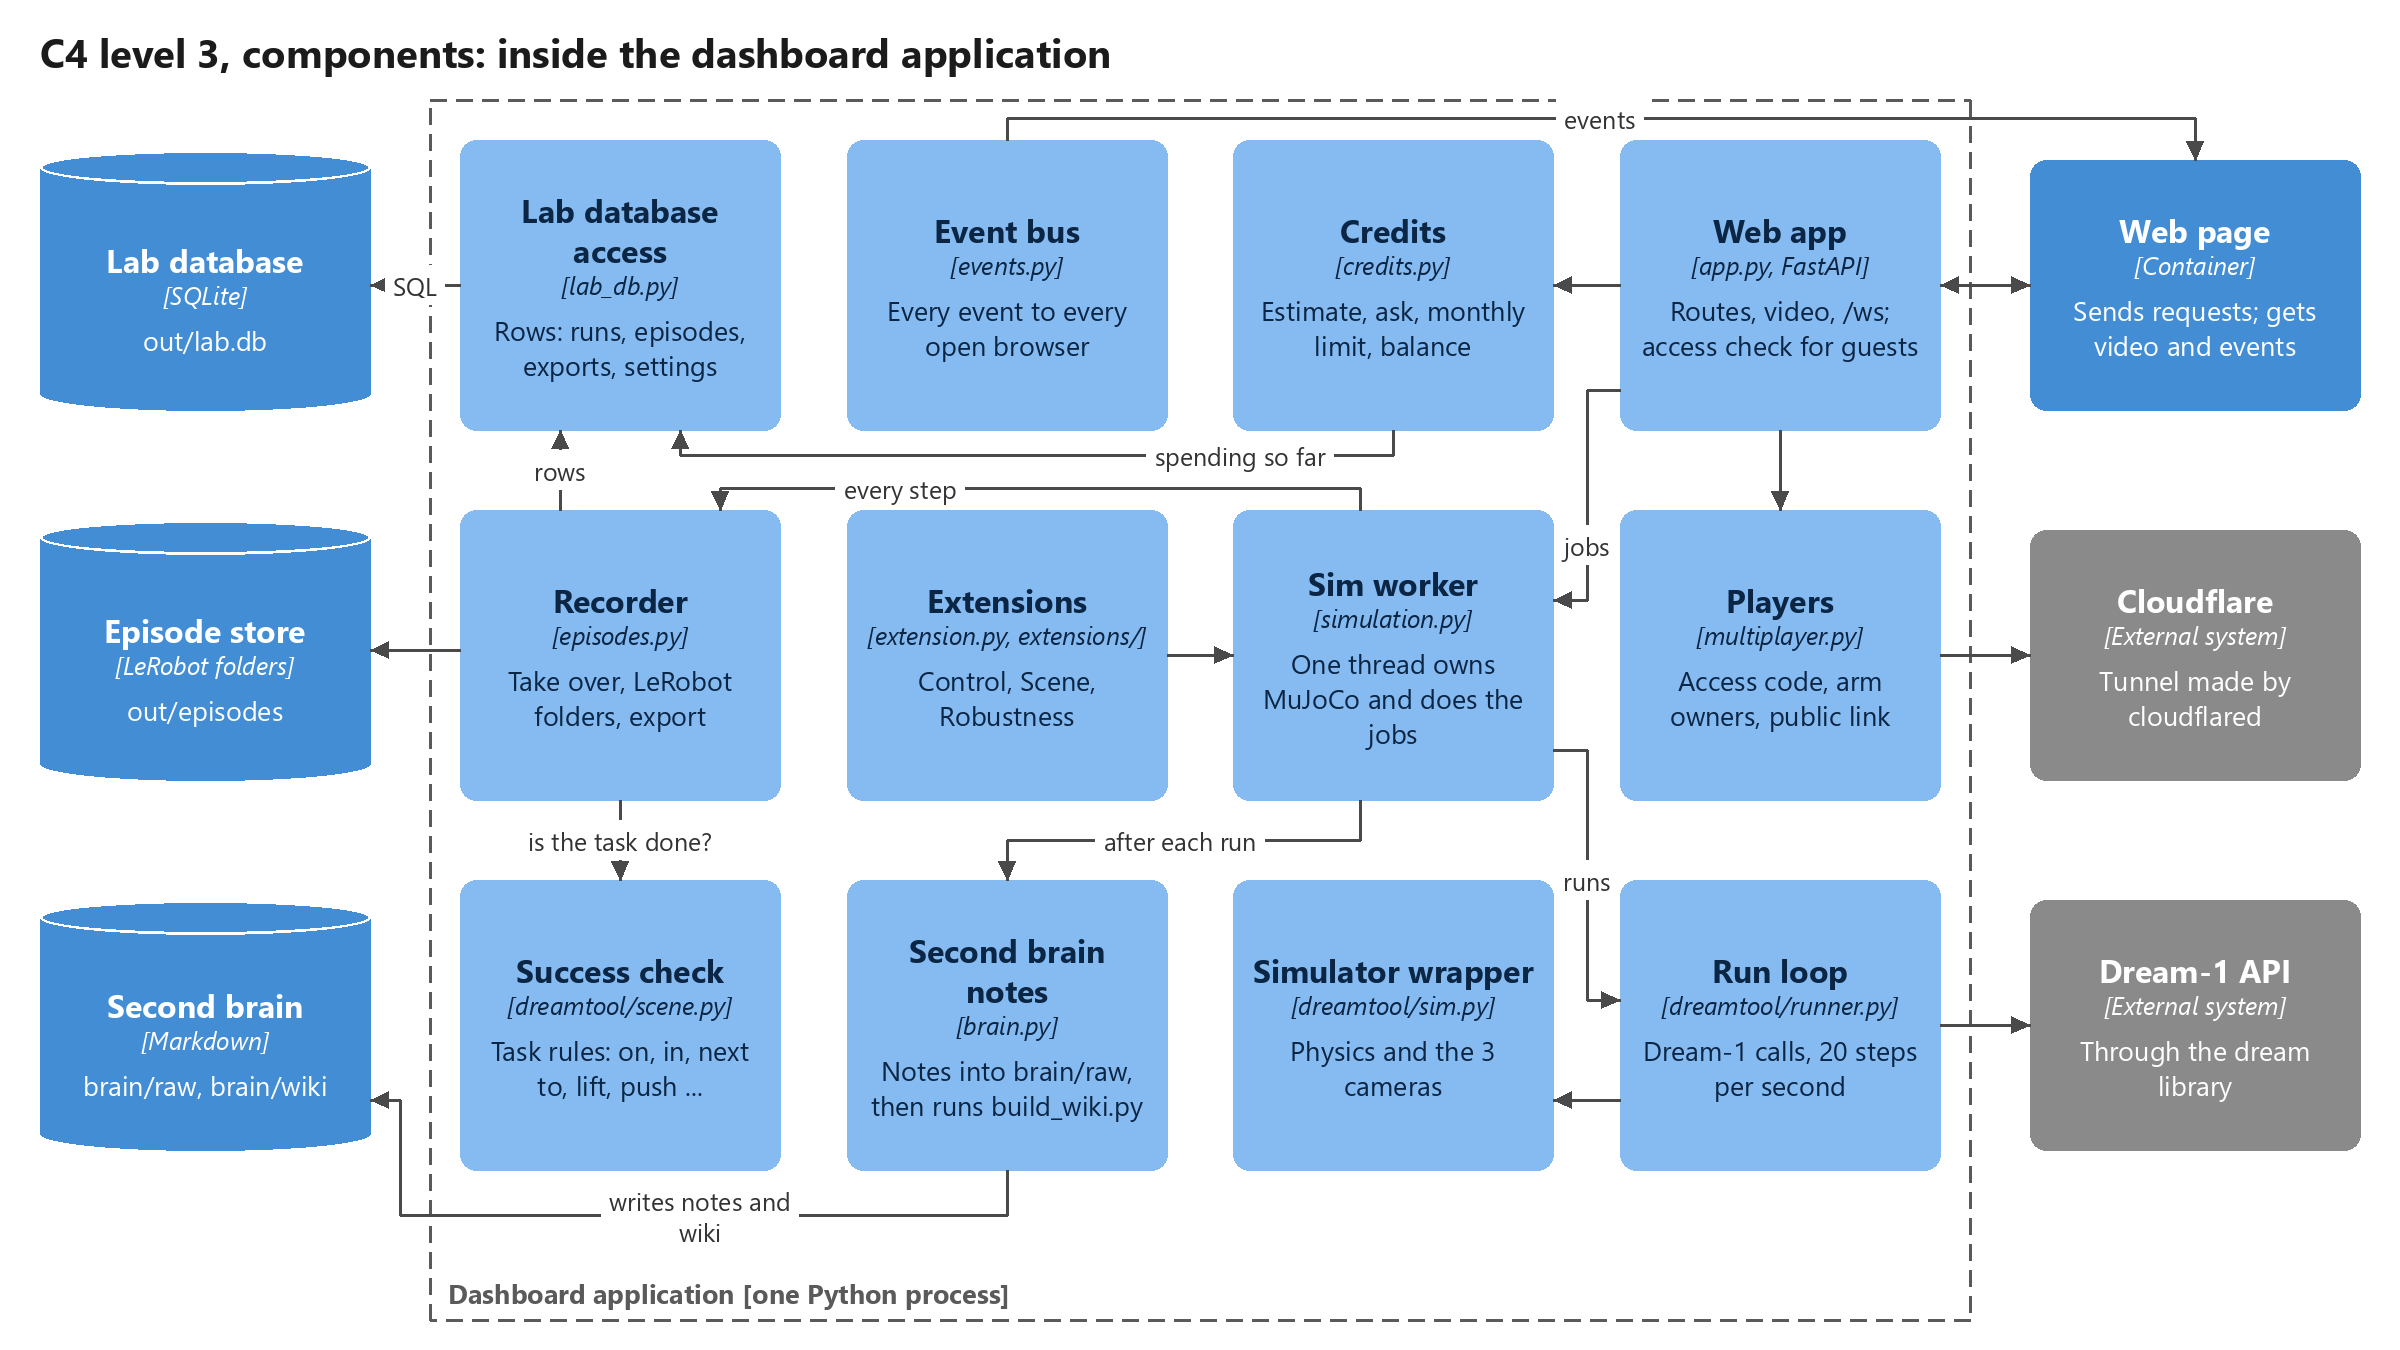 C4 level 3, components: inside the dashboard application
events
Lab database
[SQLite]
out/lab.db
SQL
Lab database
access
[lab_db.py]
Rows: runs, episodes,
exports, settings
Event bus
[events.py]
Every event to every
open browser
Credits
[credits.py]
Estimate, ask, monthly
limit, balance
Web app
[app.py, FastAPI]
Routes, video, /ws;
access check for guests
Web page
[Container]
Sends requests; gets
video and events
rows
spending so far
every step
jobs
Episode store
[LeRobot folders]
out/episodes
Recorder
[episodes.py]
Take over, LeRobot
folders, export
Extensions
[extension.py, extensions/]
Control, Scene,
Robustness
Sim worker
[simulation.py]
One thread owns
MuJoCo and does the
jobs
Players
[multiplayer.py]
Access code, arm
owners, public link
Cloudflare
[External system]
Tunnel made by
cloudflared
is the task done?
after each run
runs
Second brain
[Markdown]
brain/raw, brain/wiki
Success check
[dreamtool/scene.py]
Task rules: on, in, next
to, lift, push ...
Second brain
notes
[brain.py]
Notes into brain/raw,
then runs build_wiki.py
Simulator wrapper
[dreamtool/sim.py]
Physics and the 3
cameras
Run loop
[dreamtool/runner.py]
Dream-1 calls, 20 steps
per second
Dream-1 API
[External system]
Through the dream
library
writes notes and
wiki
Dashboard application [one Python process]